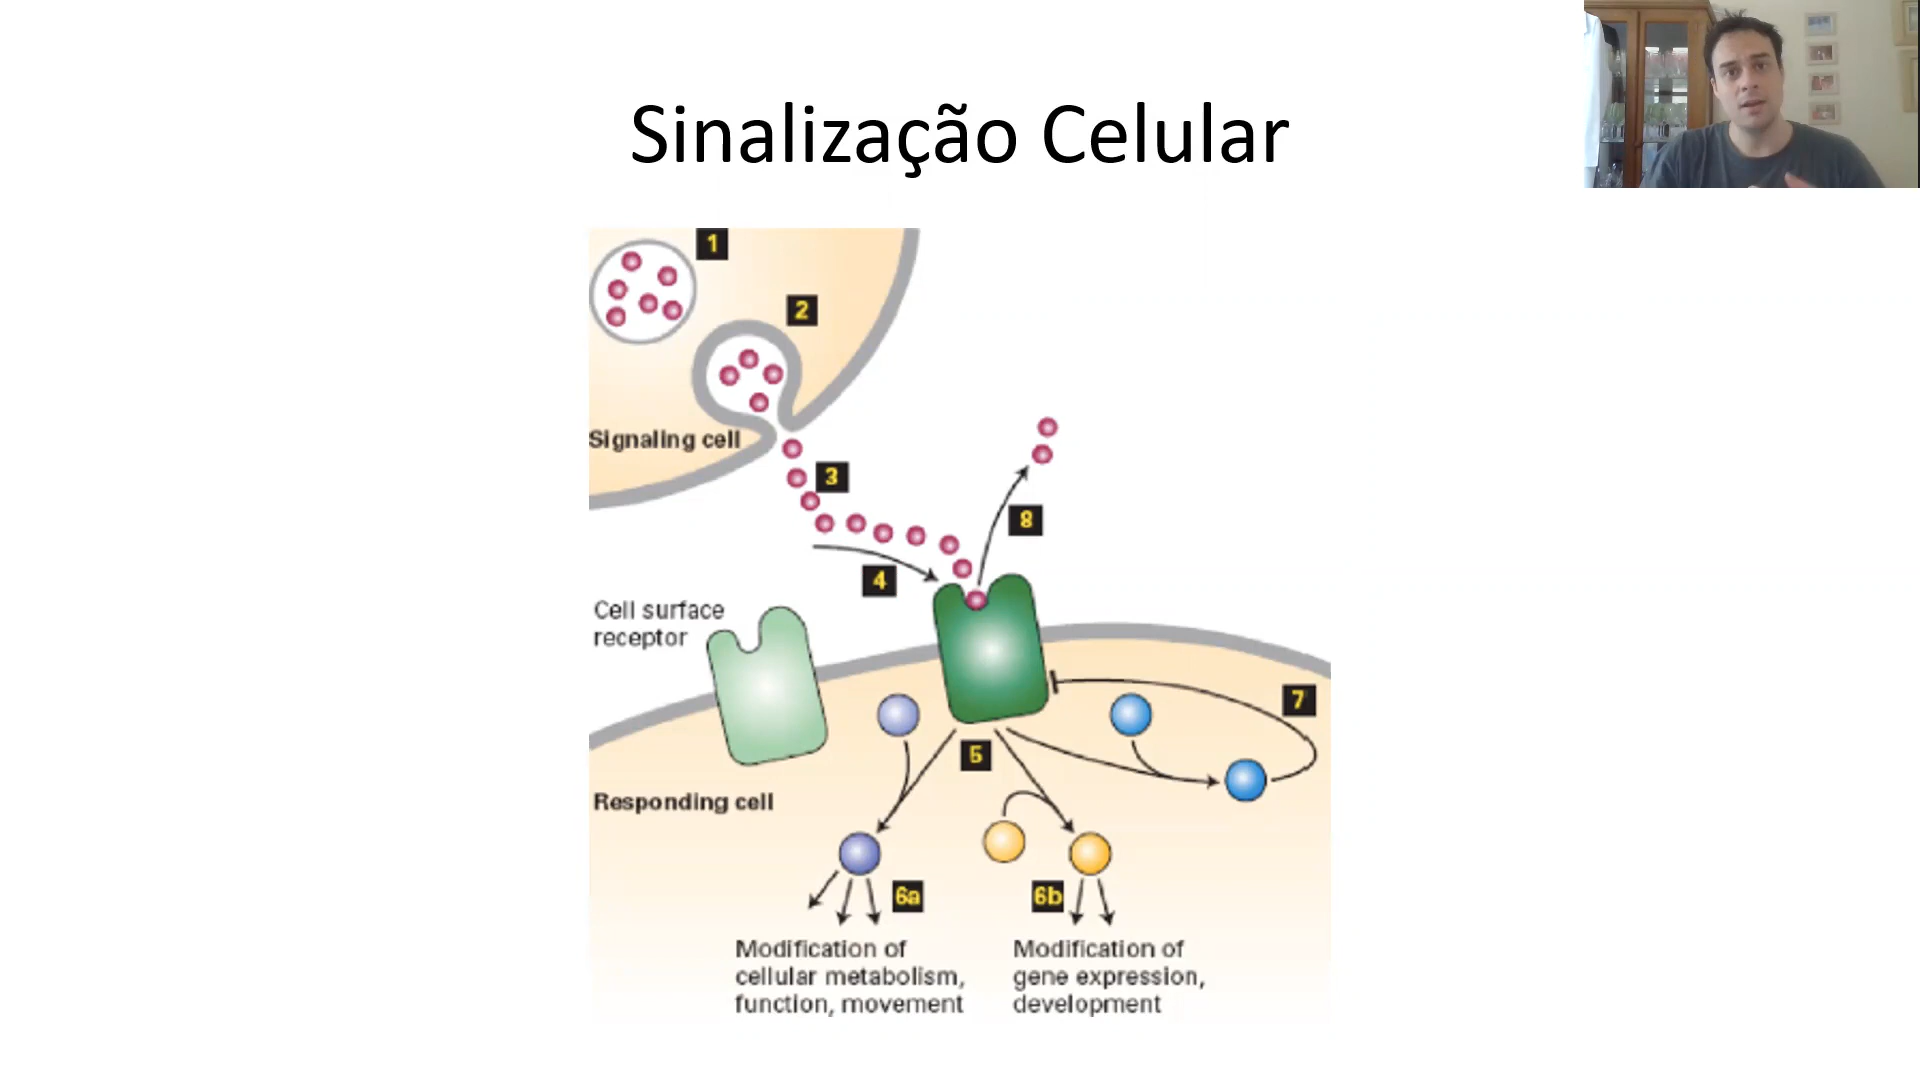 Sinalização Celular
1
2
Signaling cell
3
8
4
Cell surface
receptor
7
5
Responding cell
6a
6b
Modification of
cellular metabolism,
function, movement
Modification of
gene expression,
development